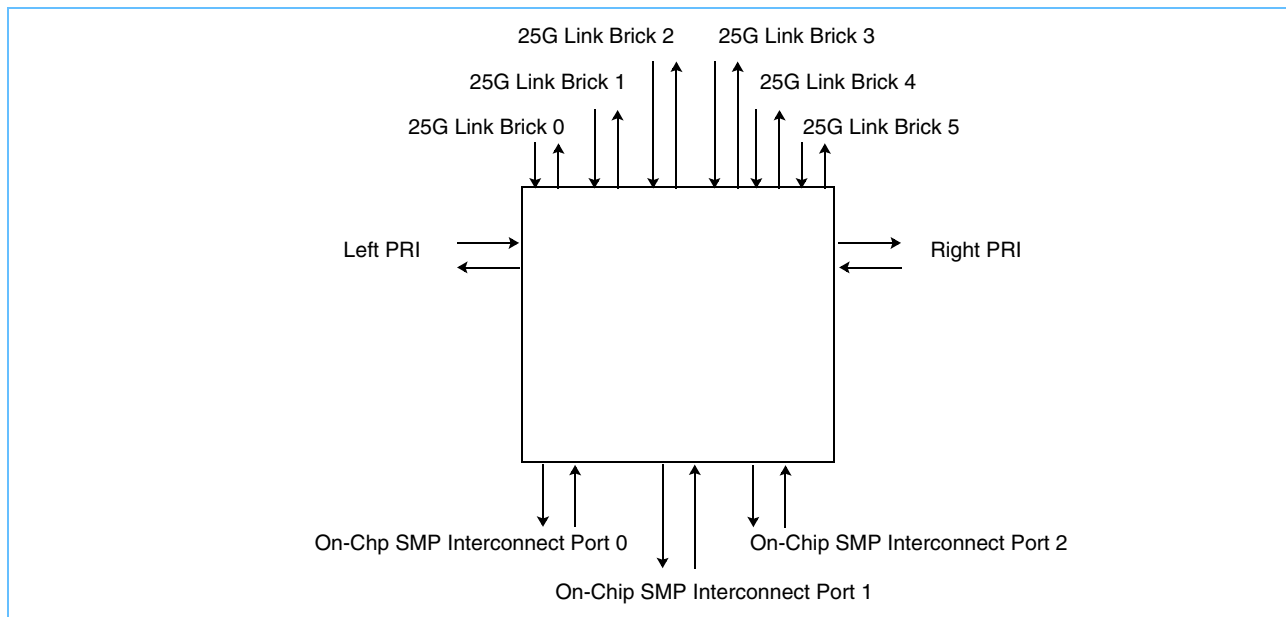 25G Link Brick 2
25G Link Brick 3
25G Link Brick 1
25G Link Brick 4
25G Link Brick 0
25G Link Brick 5
Left PRI
Right PRI
On-Chp SMP Interconnect Port 0
On-Chip SMP Interconnect Port 2
On-Chip SMP Interconnect Port 1